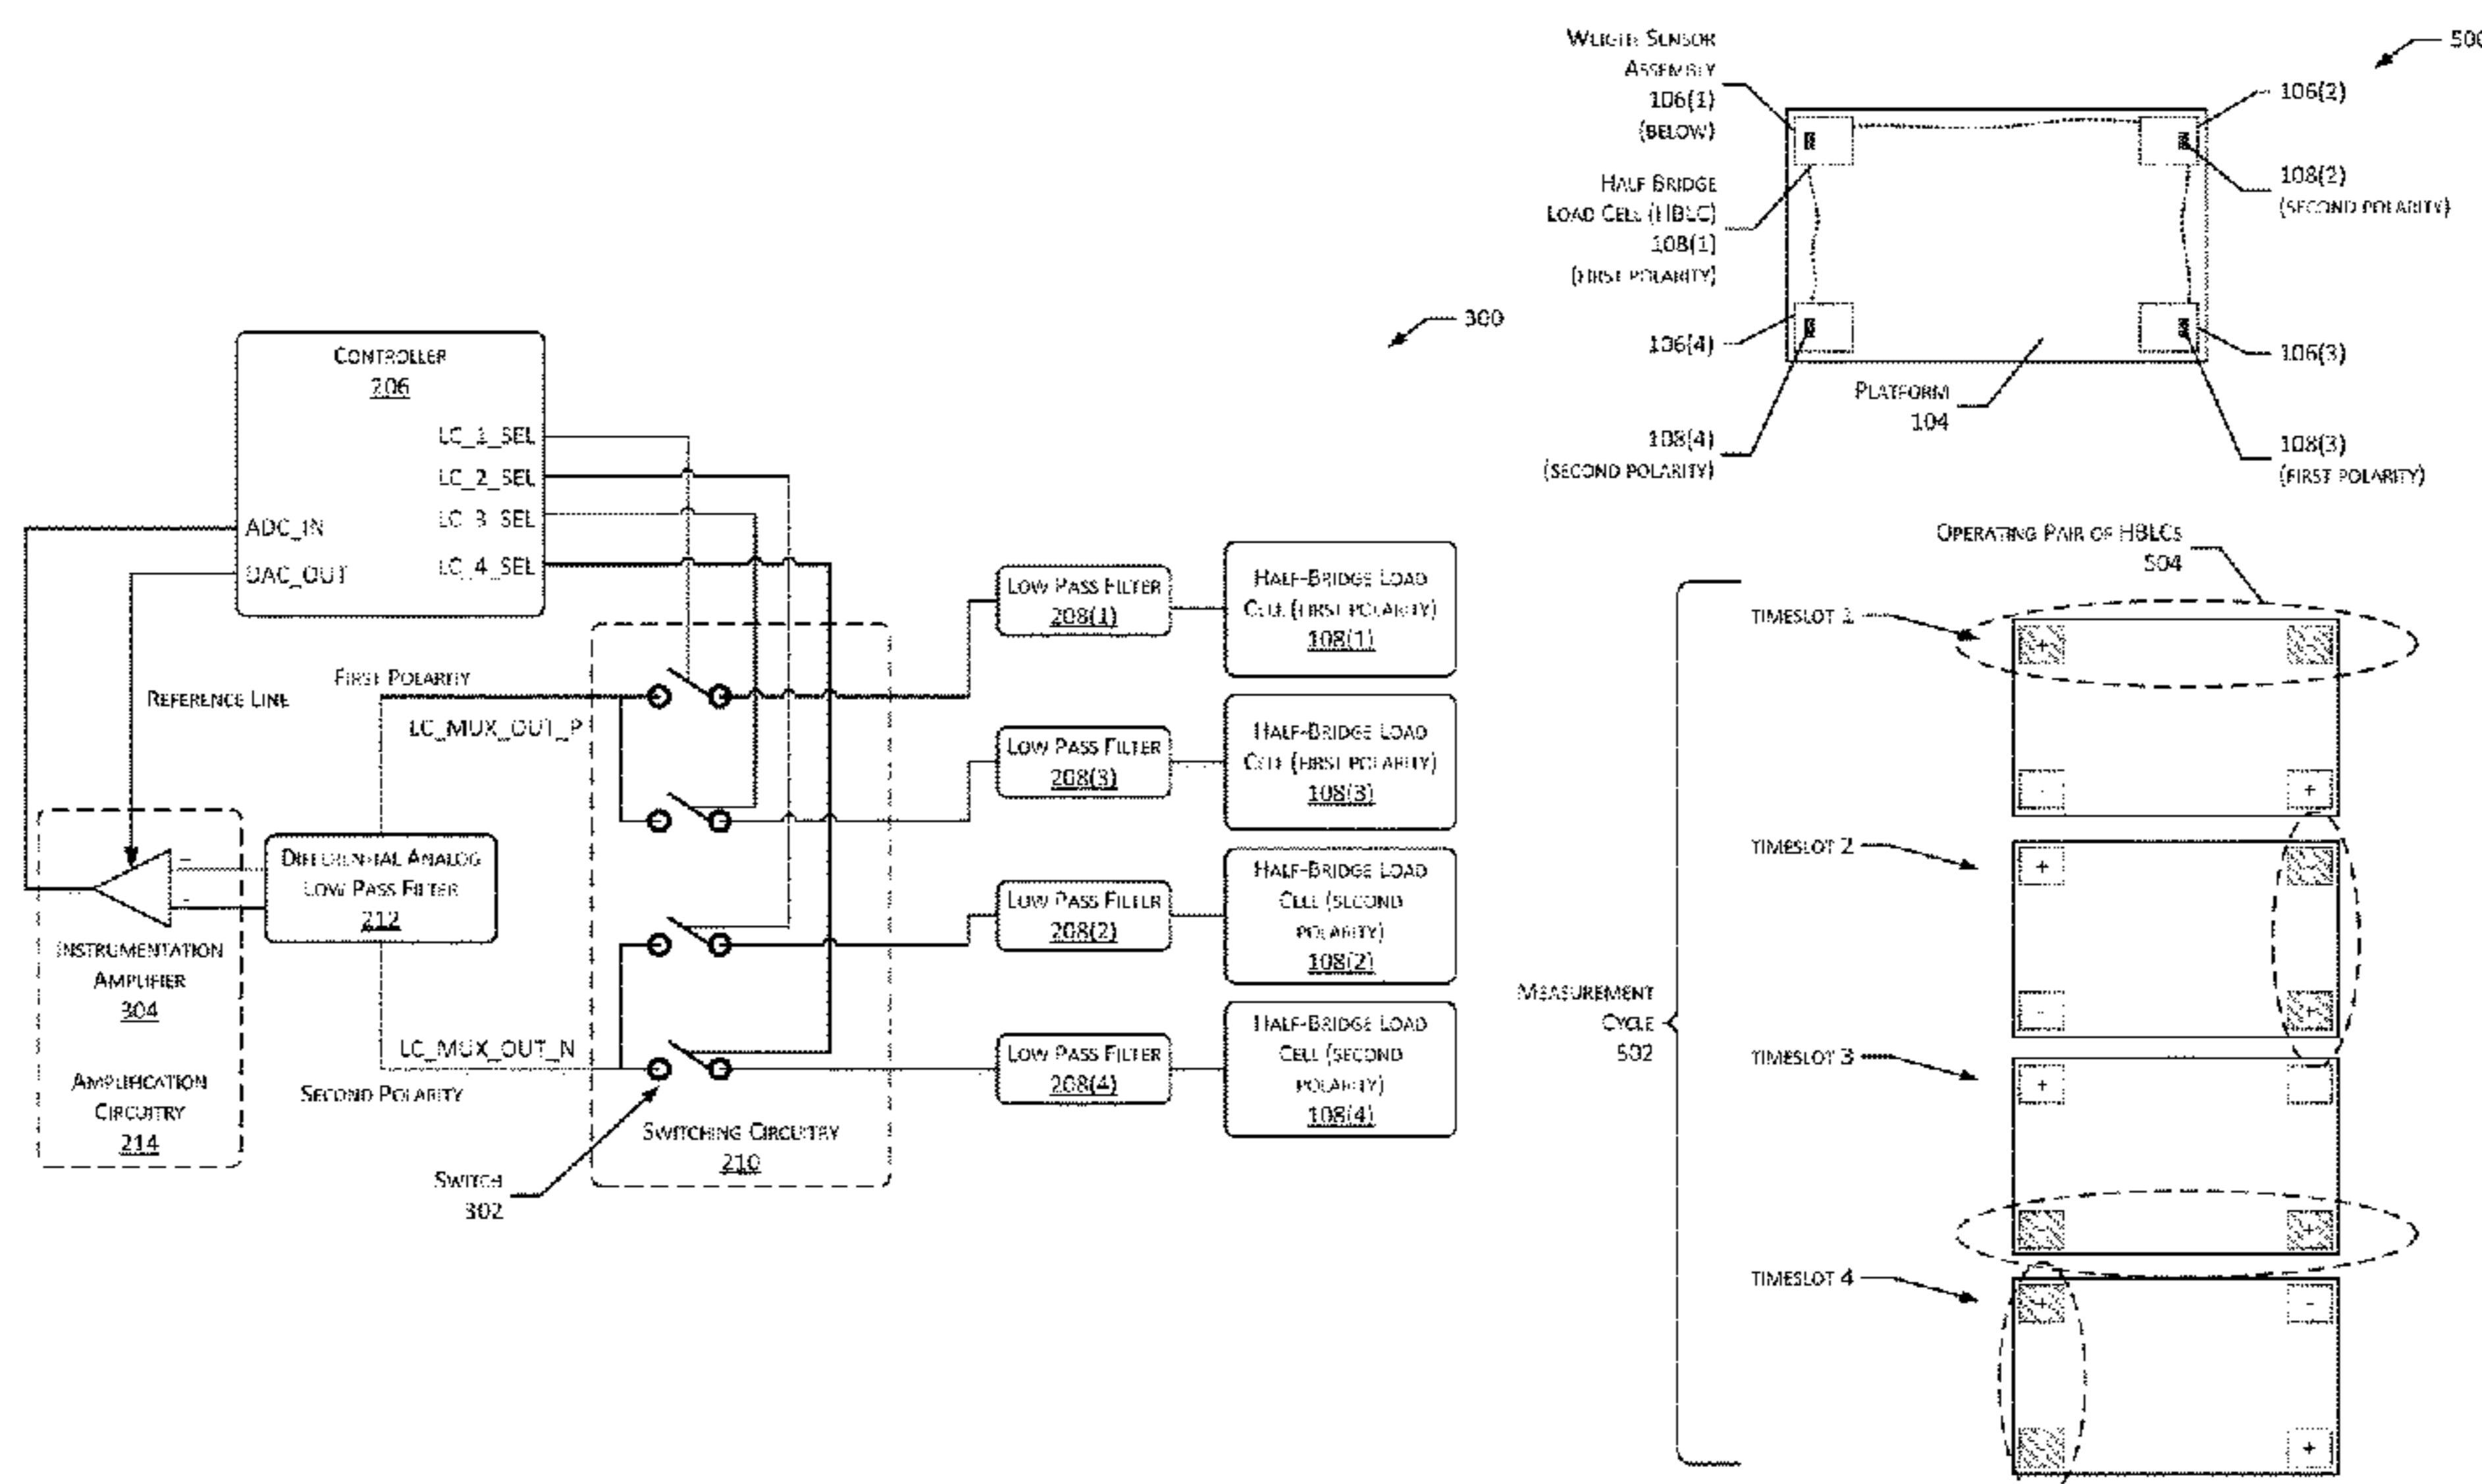 300
CONTROLLER
206
LC_1_SEL
LC_2_SEL
LC_3_SEL
LC_4_SEL
ADC_IN
DAC_OUT
REFERENCE LINE
FIRST POLARITY
LC_MUX_OUT_P
LC_MUX_OUT_N
SECOND POLARITY
DIFFERENTIAL ANALOG
LOW PASS FILTER
212
INSTRUMENTATION
AMPLIFIER
304
AMPLIFICATION
CIRCUITRY
214
SWITCHING CIRCUITRY
210
SWITCH
302
LOW PASS FILTER
208(1)
HALF-BRIDGE LOAD
CELL (FIRST POLARITY)
108(1)
LOW PASS FILTER
208(3)
HALF-BRIDGE LOAD
CELL (FIRST POLARITY)
108(3)
LOW PASS FILTER
208(2)
HALF-BRIDGE LOAD
CELL (SECOND
POLARITY)
108(2)
LOW PASS FILTER
208(4)
HALF-BRIDGE LOAD
CELL (SECOND
POLARITY)
108(4)
500
WEIGHT SENSOR
ASSEMBLY
106(1)
(BELOW)
HALF BRIDGE
LOAD CELL (HBLC)
108(1)
(FIRST POLARITY)
106(2)
108(2)
(SECOND POLARITY)
106(4)
106(3)
PLATFORM
104
108(4)
(SECOND POLARITY)
108(3)
(FIRST POLARITY)
OPERATING PAIR OF HBLCS
504
TIMESLOT 1
+
-
+
TIMESLOT 2
+
-
+
MEASUREMENT
CYCLE
502
TIMESLOT 3
+
-
+
TIMESLOT 4
+
-
+